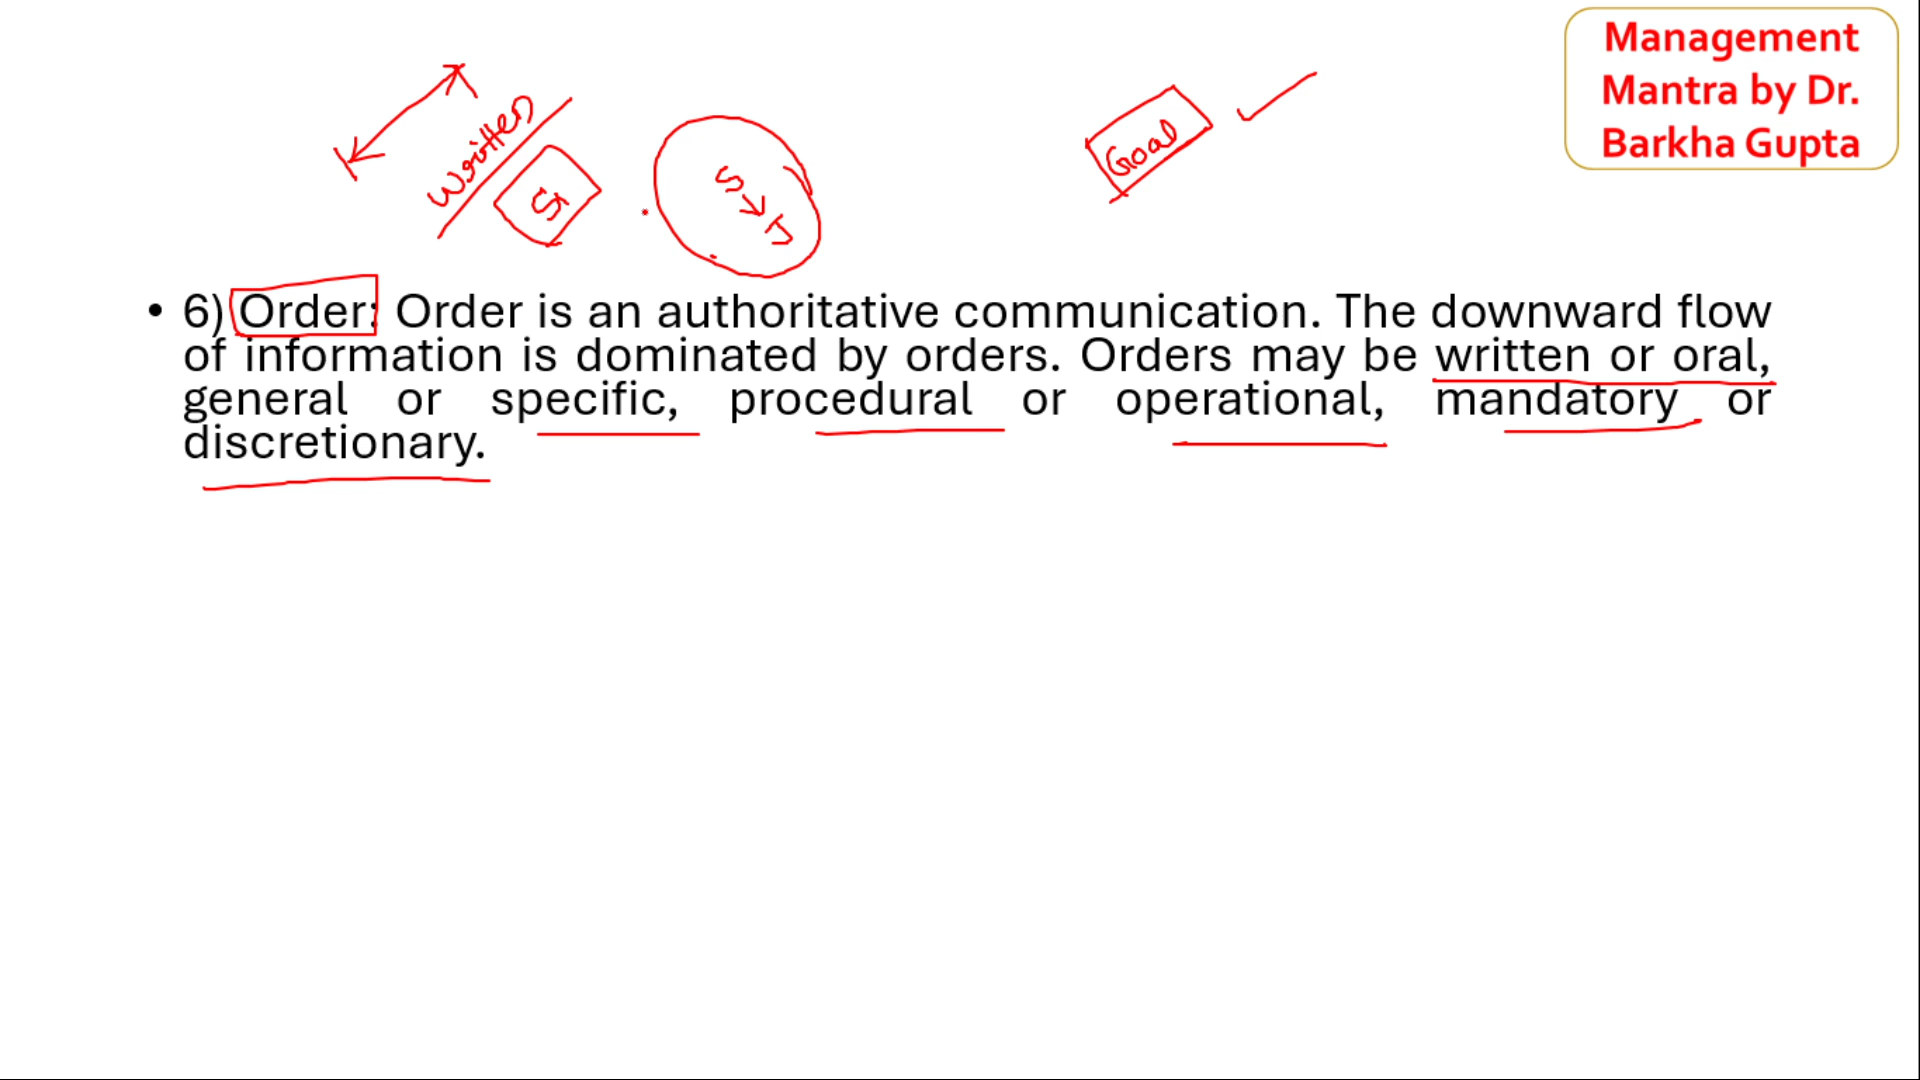 Management
Mantra by Dr.
Barkha Gupta
Written
S
S
J
Goal
• 6) Order: Order is an authoritative communication. The downward flow
of information is dominated by orders. Orders may be written or oral,
general or specific, procedural or operational, mandatory or
discretionary.